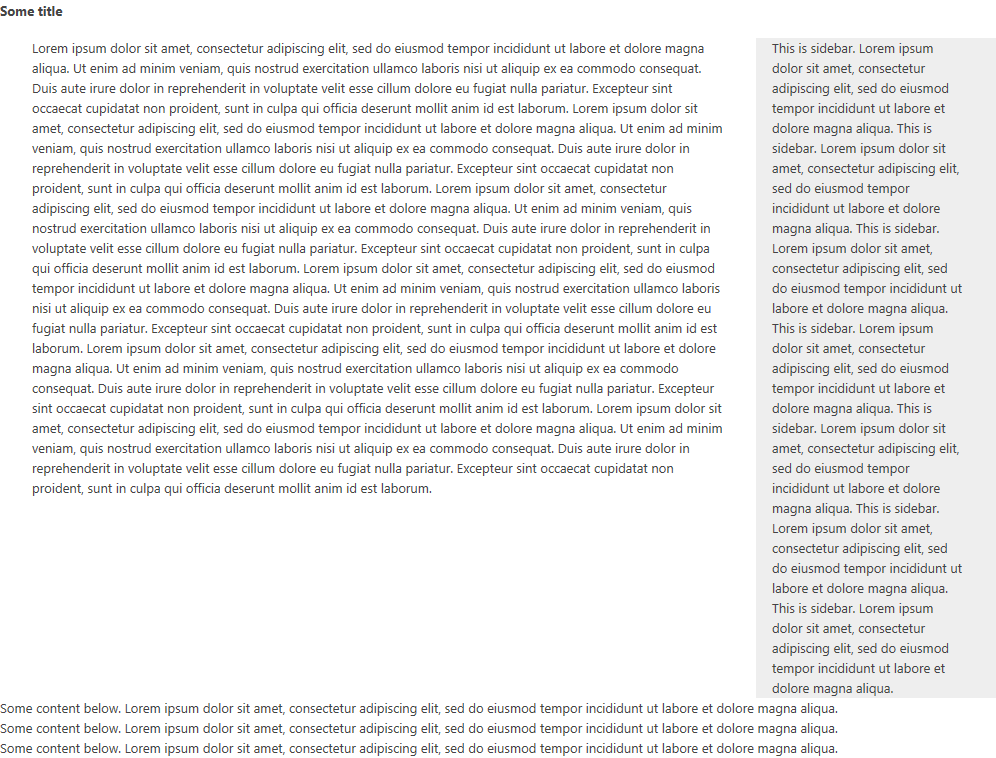 Some title
Lorem ipsum dolor sit amet, consectetur adipiscing elit, sed do eiusmod tempor incididunt ut labore et dolore magna
aliqua. Ut enim ad minim veniam, quis nostrud exercitation ullamco laboris nisi ut aliquip ex ea commodo consequat.
Duis aute irure dolor in reprehenderit in voluptate velit esse cillum dolore eu fugiat nulla pariatur. Excepteur sint
occaecat cupidatat non proident, sunt in culpa qui officia deserunt mollit anim id est laborum. Lorem ipsum dolor sit
amet, consectetur adipiscing elit, sed do eiusmod tempor incididunt ut labore et dolore magna aliqua. Ut enim ad minim
veniam, quis nostrud exercitation ullamco laboris nisi ut aliquip ex ea commodo consequat. Duis aute irure dolor in
reprehenderit in voluptate velit esse cillum dolore eu fugiat nulla pariatur. Excepteur sint occaecat cupidatat non
proident, sunt in culpa qui officia deserunt mollit anim id est laborum. Lorem ipsum dolor sit amet, consectetur
adipiscing elit, sed do eiusmod tempor incididunt ut labore et dolore magna aliqua. Ut enim ad minim veniam, quis
nostrud exercitation ullamco laboris nisi ut aliquip ex ea commodo consequat. Duis aute irure dolor in reprehenderit in
voluptate velit esse cillum dolore eu fugiat nulla pariatur. Excepteur sint occaecat cupidatat non proident, sunt in culpa
qui officia deserunt mollit anim id est laborum. Lorem ipsum dolor sit amet, consectetur adipiscing elit, sed do eiusmod
tempor incididunt ut labore et dolore magna aliqua. Ut enim ad minim veniam, quis nostrud exercitation ullamco laboris
nisi ut aliquip ex ea commodo consequat. Duis aute irure dolor in reprehenderit in voluptate velit esse cillum dolore eu
fugiat nulla pariatur. Excepteur sint occaecat cupidatat non proident, sunt in culpa qui officia deserunt mollit anim id est
laborum. Lorem ipsum dolor sit amet, consectetur adipiscing elit, sed do eiusmod tempor incididunt ut labore et dolore
magna aliqua. Ut enim ad minim veniam, quis nostrud exercitation ullamco laboris nisi ut aliquip ex ea commodo
consequat. Duis aute irure dolor in reprehenderit in voluptate velit esse cillum dolore eu fugiat nulla pariatur. Excepteur
sint occaecat cupidatat non proident, sunt in culpa qui officia deserunt mollit anim id est laborum. Lorem ipsum dolor sit
amet, consectetur adipiscing elit, sed do eiusmod tempor incididunt ut labore et dolore magna aliqua. Ut enim ad minim
veniam, quis nostrud exercitation ullamco laboris nisi ut aliquip ex ea commodo consequat. Duis aute irure dolor in
reprehenderit in voluptate velit esse cillum dolore eu fugiat nulla pariatur. Excepteur sint occaecat cupidatat non
proident, sunt in culpa qui officia deserunt mollit anim id est laborum.
This is sidebar. Lorem ipsum
dolor sit amet, consectetur
adipiscing elit, sed do eiusmod
tempor incididunt ut labore et
dolore magna aliqua. This is
sidebar. Lorem ipsum dolor sit
amet, consectetur adipiscing elit,
sed do eiusmod tempor
incididunt ut labore et dolore
magna aliqua. This is sidebar.
Lorem ipsum dolor sit amet,
consectetur adipiscing elit, sed
do eiusmod tempor incididunt ut
labore et dolore magna aliqua.
This is sidebar. Lorem ipsum
dolor sit amet, consectetur
adipiscing elit, sed do eiusmod
tempor incididunt ut labore et
dolore magna aliqua. This is
sidebar. Lorem ipsum dolor sit
amet, consectetur adipiscing elit,
sed do eiusmod tempor
incididunt ut labore et dolore
magna aliqua. This is sidebar.
Lorem ipsum dolor sit amet,
consectetur adipiscing elit, sed
do eiusmod tempor incididunt ut
labore et dolore magna aliqua.
This is sidebar. Lorem ipsum
dolor sit amet, consectetur
adipiscing elit, sed do eiusmod
tempor incididunt ut labore et
dolore magna aliqua.
Some content below. Lorem ipsum dolor sit amet, consectetur adipiscing elit, sed do eiusmod tempor incididunt ut labore et dolore magna aliqua.
Some content below. Lorem ipsum dolor sit amet, consectetur adipiscing elit, sed do eiusmod tempor incididunt ut labore et dolore magna aliqua.
Some content below. Lorem ipsum dolor sit amet, consectetur adipiscing elit, sed do eiusmod tempor incididunt ut labore et dolore magna aliqua.